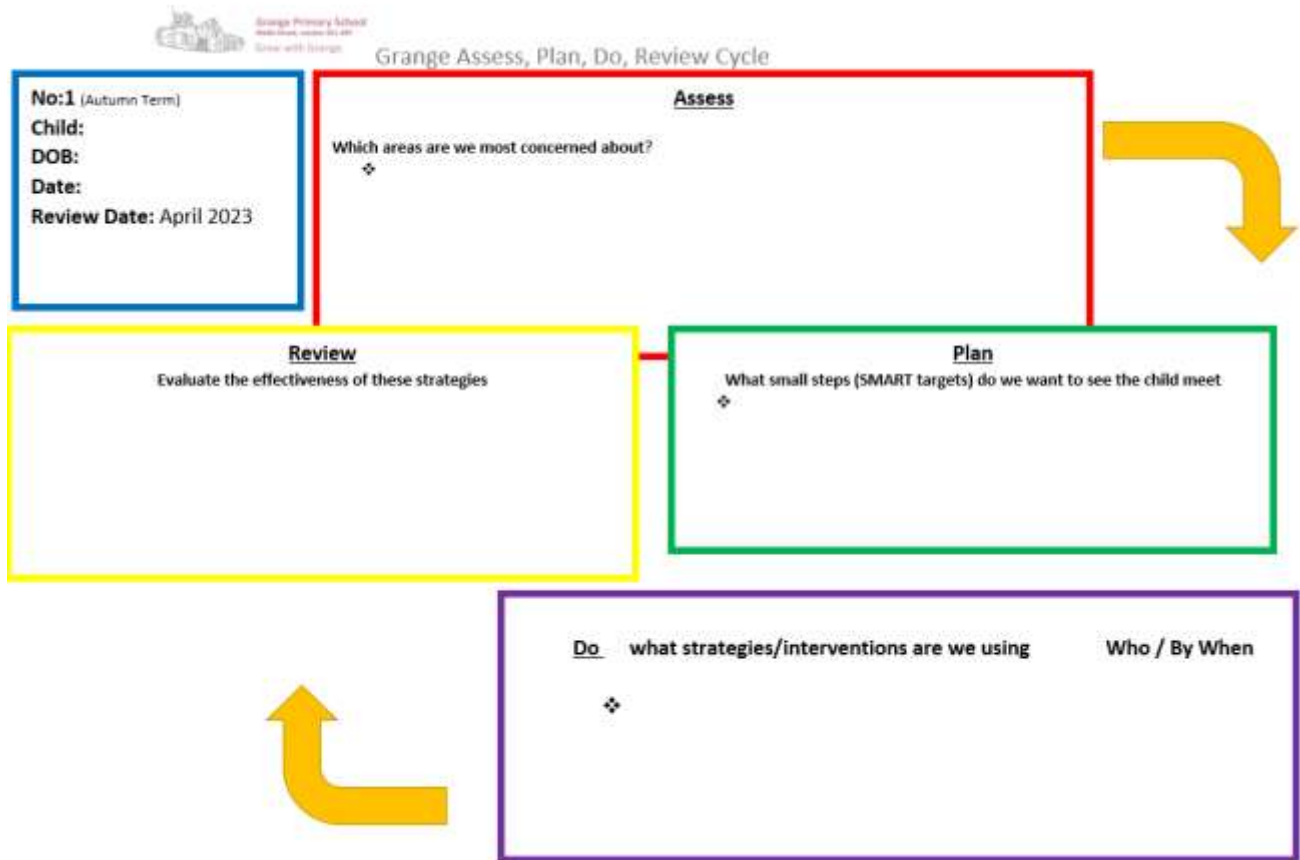 Grange Primary School
Grow with Grange
Grange Assess, Plan, Do, Review Cycle
No:1 (Autumn Term)
Child:
DOB:
Date:
Review Date: April 2023
Assess
Which areas are we most concerned about?
Plan
What small steps (SMART targets) do we want to see the child meet
Do what strategies/interventions are we using Who / By When
Review
Evaluate the effectiveness of these strategies